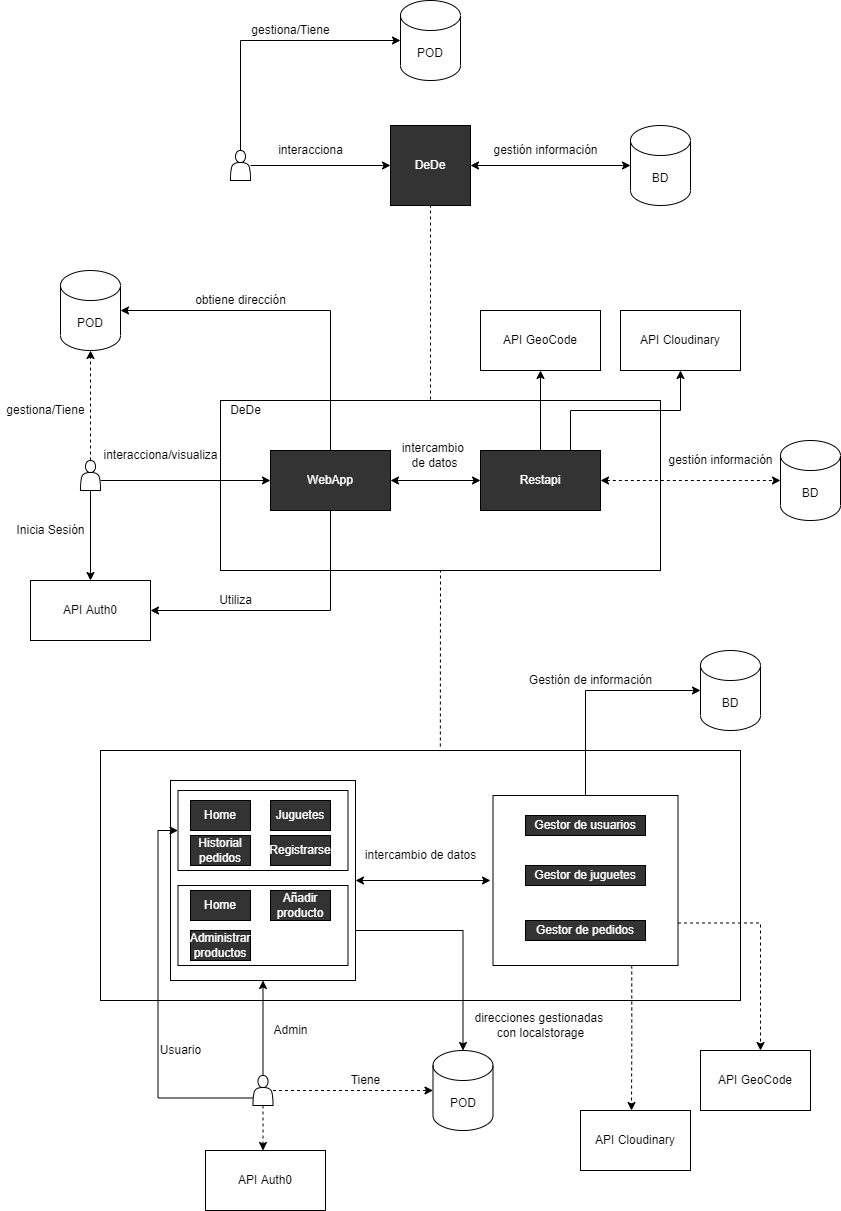 gestiona/Tiene
POD
interacciona
DeDe
gestión información
BD
obtiene dirección
POD
API GeoCode
API Cloudinary
gestiona/Tiene
DeDe
interacciona/visualiza
WebApp
intercambio
de datos
Restapi
gestión información
BD
Inicia Sesión
API Auth0
Utiliza
Gestión de información
BD
Home
Juguetes
Historial
pedidos
Registrarse
Home
Añadir
producto
Administrar
productos
intercambio de datos
Gestor de usuarios
Gestor de juguetes
Gestor de pedidos
direcciones gestionadas
con localstorage
Admin
Usuario
Tiene
POD
API GeoCode
API Cloudinary
API Auth0